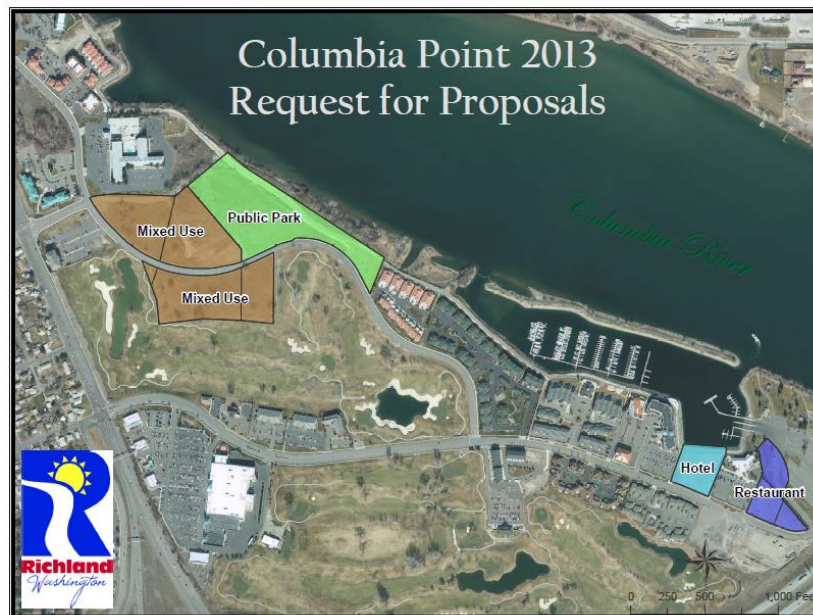 Columbia Point 2013
Request for Proposals
Columbia River
Public Park
Mixed Use
Mixed Use
Hotel
Restaurant
Richland
Washington
0 250 500 1,000 Feet